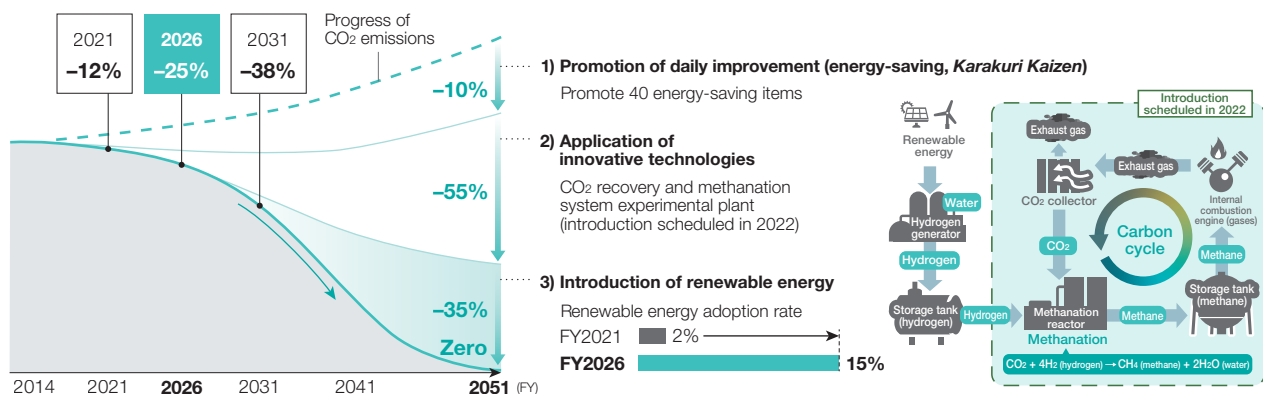 2021
–12%
2026
–25%
2031
–38%
Progress of
CO2 emissions
–10%
–55%
–35%
Zero
2014
2021
2026
2031
2041
2051 (FY)
1) Promotion of daily improvement (energy-saving, Karakuri Kaizen)
Promote 40 energy-saving items
2) Application of
innovative technologies
CO2 recovery and methanation
system experimental plant
(introduction scheduled in 2022)
3) Introduction of renewable energy
Renewable energy adoption rate
FY2021
2%
FY2026
15%
Renewable
energy
Water
Hydrogen
generator
Hydrogen
Storage tank
(hydrogen)
Hydrogen
Introduction
scheduled in 2022
Exhaust gas
Exhaust gas
CO2 collector
Internal
combustion
engine (gases)
Carbon
cycle
CO2
Methane
Storage tank
(methane)
Methanation
reactor
Methane
Methanation
CO2 + 4H2 (hydrogen) → CH4 (methane) + 2H2O (water)